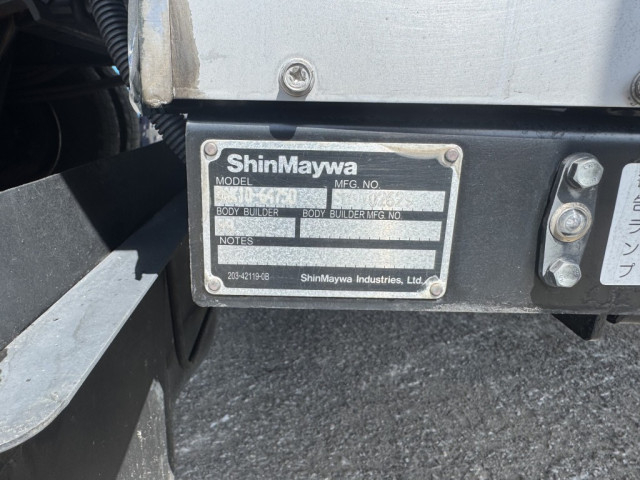 ShinMaywa
MODEL MFG. NO.
BODY BUILDER BODY BUILDER MFG. NO.
NOTES
203-42119-0B ShinMaywa Industries, Ltd.